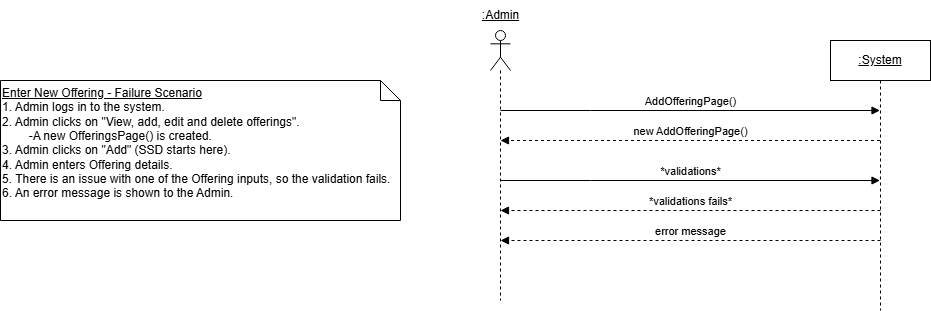 :Admin
:System
Enter New Offering - Failure Scenario
1. Admin logs in to the system.
2. Admin clicks on "View, add, edit and delete offerings".
-A new OfferingsPage() is created.
3. Admin clicks on "Add" (SSD starts here).
4. Admin enters Offering details.
5. There is an issue with one of the Offering inputs, so the validation fails.
6. An error message is shown to the Admin.
AddOfferingPage()
new AddOfferingPage()
*validations*
*validations fails*
error message